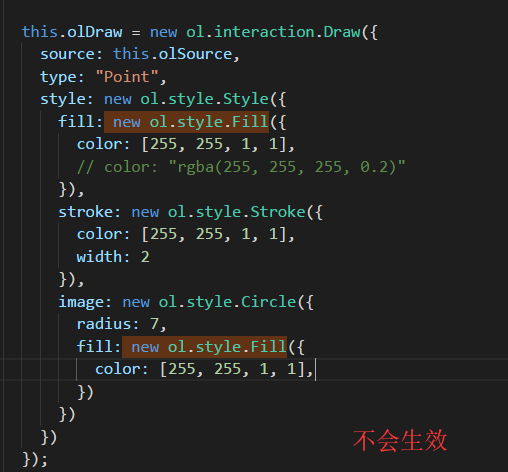 this.olDraw = new ol.interaction.Draw({
  source: this.olSource,
  type: "Point",
  style: new ol.style.Style({
    fill: new ol.style.Fill({
      color: [255, 255, 1, 1],
      // color: "rgba(255, 255, 255, 0.2)"
    }),
    stroke: new ol.style.Stroke({
      color: [255, 255, 1, 1],
      width: 2
    }),
    image: new ol.style.Circle({
      radius: 7,
      fill: new ol.style.Fill({
        color: [255, 255, 1, 1],
      })
    })
  })
});
不会生效